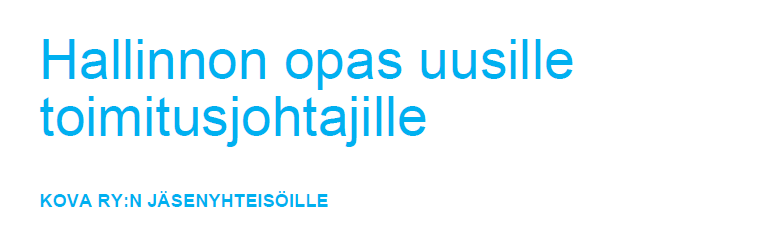 Hallinnon opas uusille
toimitusjohtajille
KOVA RY:N JÄSENYHTEISÖILLE